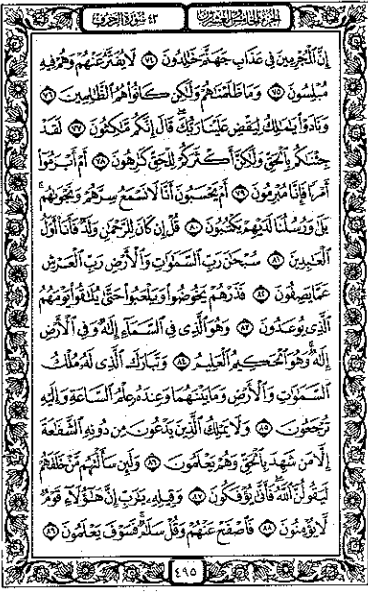 الجزء الخامس والعشرون ٤٣ سورة الزخرف
إِنَّ ٱلْمُجْرِمِينَ فِى عَذَابِ جَهَنَّمَ خَٰلِدُونَ ٧٤ لَا يُفَتَّرُ عَنْهُمْ وَهُمْ فِيهِ
مُبْلِسُونَ ٧٥ وَمَا ظَلَمْنَٰهُمْ وَلَٰكِن كَانُوا۟ هُمُ ٱلظَّٰلِمِينَ ٧٦
وَنَادَوْا۟ يَٰمَٰلِكُ لِيَقْضِ عَلَيْنَا رَبُّكَ ۖ قَالَ إِنَّكُم مَّٰكِثُونَ ٧٧ لَقَدْ
جِئْنَٰكُم بِٱلْحَقِّ وَلَٰكِنَّ أَكْثَرَكُمْ لِلْحَقِّ كَٰرِهُونَ ٧٨ أَمْ أَبْرَمُوٓا۟
أَمْرًا فَإِنَّا مُبْرِمُونَ ٧٩ أَمْ يَحْسَبُونَ أَنَّا لَا نَسْمَعُ سِرَّهُمْ وَنَجْوَىٰهُم ۚ
بَلَىٰ وَرُسُلُنَا لَدَيْهِمْ يَكْتُبُونَ ٨٠ قُلْ إِن كَانَ لِلرَّحْمَٰنِ وَلَدٌ فَأَنَا۠ أَوَّلُ
ٱلْعَٰبِدِينَ ٨١ سُبْحَٰنَ رَبِّ ٱلسَّمَٰوَٰتِ وَٱلْأَرْضِ رَبِّ ٱلْعَرْشِ
عَمَّا يَصِفُونَ ٨٢ فَذَرْهُمْ يَخُوضُوا۟ وَيَلْعَبُوا۟ حَتَّىٰ يُلَٰقُوا۟ يَوْمَهُمُ
ٱلَّذِى يُوعَدُونَ ٨٣ وَهُوَ ٱلَّذِى فِى ٱلسَّمَآءِ إِلَٰهٌ وَفِى ٱلْأَرْضِ
إِلَٰهٌ ۚ وَهُوَ ٱلْحَكِيمُ ٱلْعَلِيمُ ٨٤ وَتَبَارَكَ ٱلَّذِى لَهُۥ مُلْكُ
ٱلسَّمَٰوَٰتِ وَٱلْأَرْضِ وَمَا بَيْنَهُمَا وَعِندَهُۥ عِلْمُ ٱلسَّاعَةِ وَإِلَيْهِ
تُرْجَعُونَ ٨٥ وَلَا يَمْلِكُ ٱلَّذِينَ يَدْعُونَ مِن دُونِهِ ٱلشَّفَٰعَةَ
إِلَّا مَن شَهِدَ بِٱلْحَقِّ وَهُمْ يَعْلَمُونَ ٨٦ وَلَئِن سَأَلْتَهُم مَّنْ خَلَقَهُمْ
لَيَقُولُنَّ ٱللَّهُ ۖ فَأَنَّىٰ يُؤْفَكُونَ ٨٧ وَقِيلِهِۦ يَٰرَبِّ إِنَّ هَٰٓؤُلَآءِ قَوْمٌ
لَّا يُؤْمِنُونَ ٨٨ فَٱصْفَحْ عَنْهُمْ وَقُلْ سَلَٰمٌ ۚ فَسَوْفَ يَعْلَمُونَ ٨٩
٤٩٥